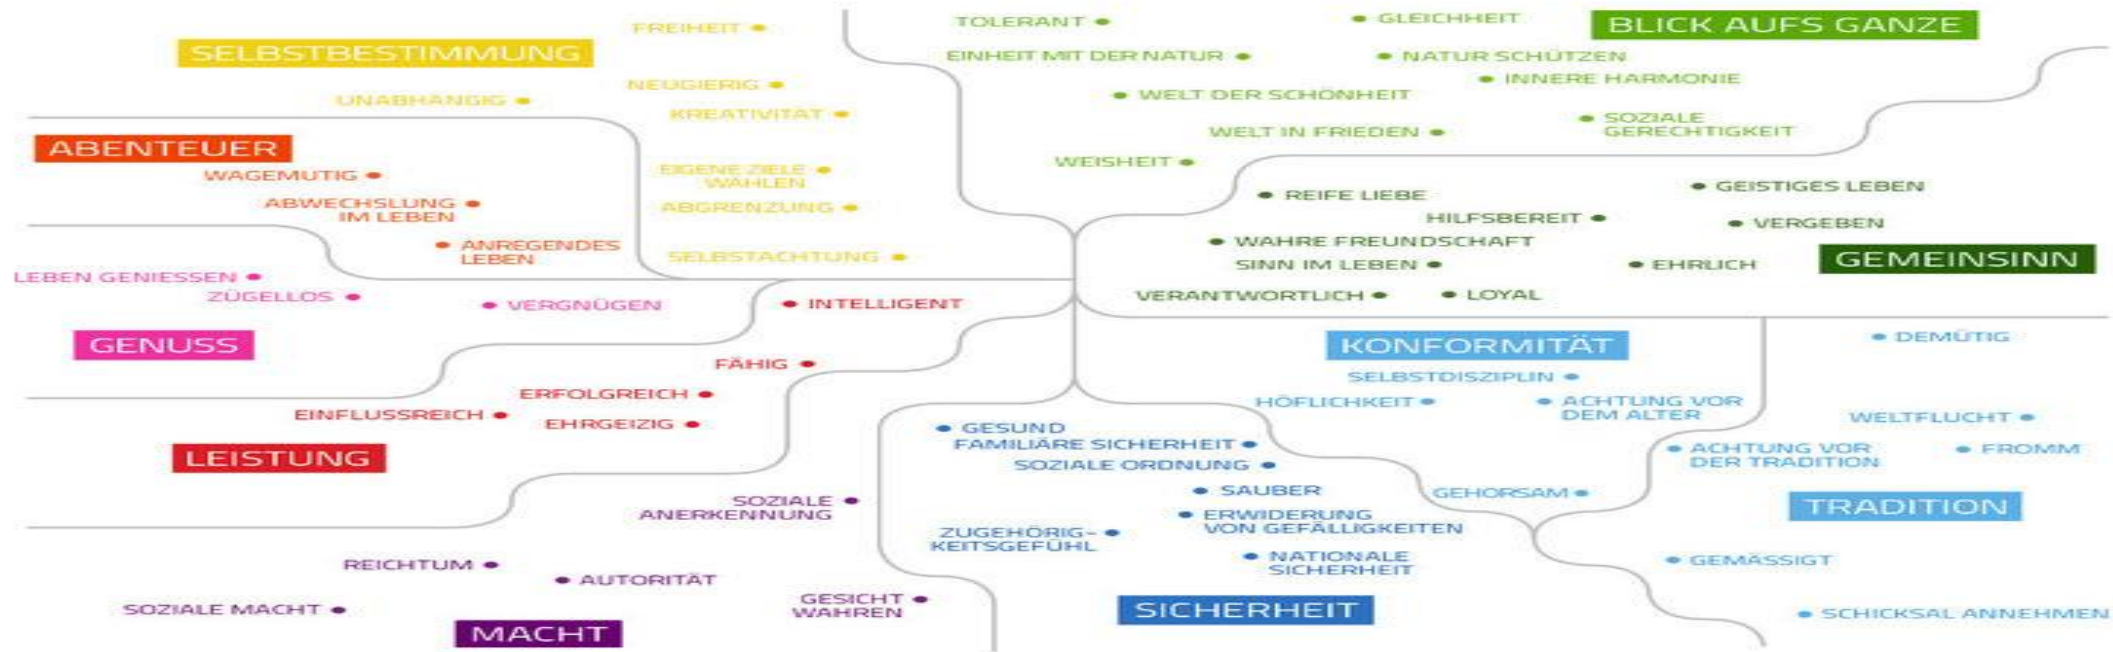 SELBSTBESTIMMUNG
FREIHEIT
NEUGIERIG
UNABHÄNGIG
KREATIVITÄT
EIGENE ZIELE
WÄHLEN
ABGRENZUNG
SELBSTACHTUNG
BLICK AUFS GANZE
TOLERANT
GLEICHHEIT
EINHEIT MIT DER NATUR
NATUR SCHÜTZEN
INNERE HARMONIE
WELT DER SCHÖNHEIT
SOZIALE
GERECHTIGKEIT
WELT IN FRIEDEN
WEISHEIT
ABENTEUER
WAGEMUTIG
ABWECHSLUNG
IM LEBEN
ANREGENDES
LEBEN
REIFE LIEBE
GEISTIGES LEBEN
HILFSBEREIT
VERGEBEN
WAHRE FREUNDSCHAFT
SINN IM LEBEN
EHRLICH
GEMEINSINN
VERANTWORTLICH
LOYAL
LEBEN GENIESSEN
ZÜGELLOS
VERGNÜGEN
GENUSS
INTELLIGENT
FÄHIG
ERFOLGREICH
EINFLUSSREICH
EHRGEIZIG
LEISTUNG
KONFORMITÄT
SELBSTDISZIPLIN
HÖFLICHKEIT
ACHTUNG VOR
DEM ALTER
GEHORSAM
DEMÜTIG
WELTFLUCHT
ACHTUNG VOR
DER TRADITION
FROMM
TRADITION
GEMÄSSIGT
SCHICKSAL ANNEHMEN
GESUND
FAMILIÄRE SICHERHEIT
SOZIALE ORDNUNG
SAUBER
ERWIDERUNG
VON GEFÄLLIGKEITEN
ZUGEHÖRIG-
KEITSGEFÜHL
NATIONALE
SICHERHEIT
SICHERHEIT
SOZIALE
ANERKENNUNG
REICHTUM
AUTORITÄT
SOZIALE MACHT
GESICHT
WAHREN
MACHT